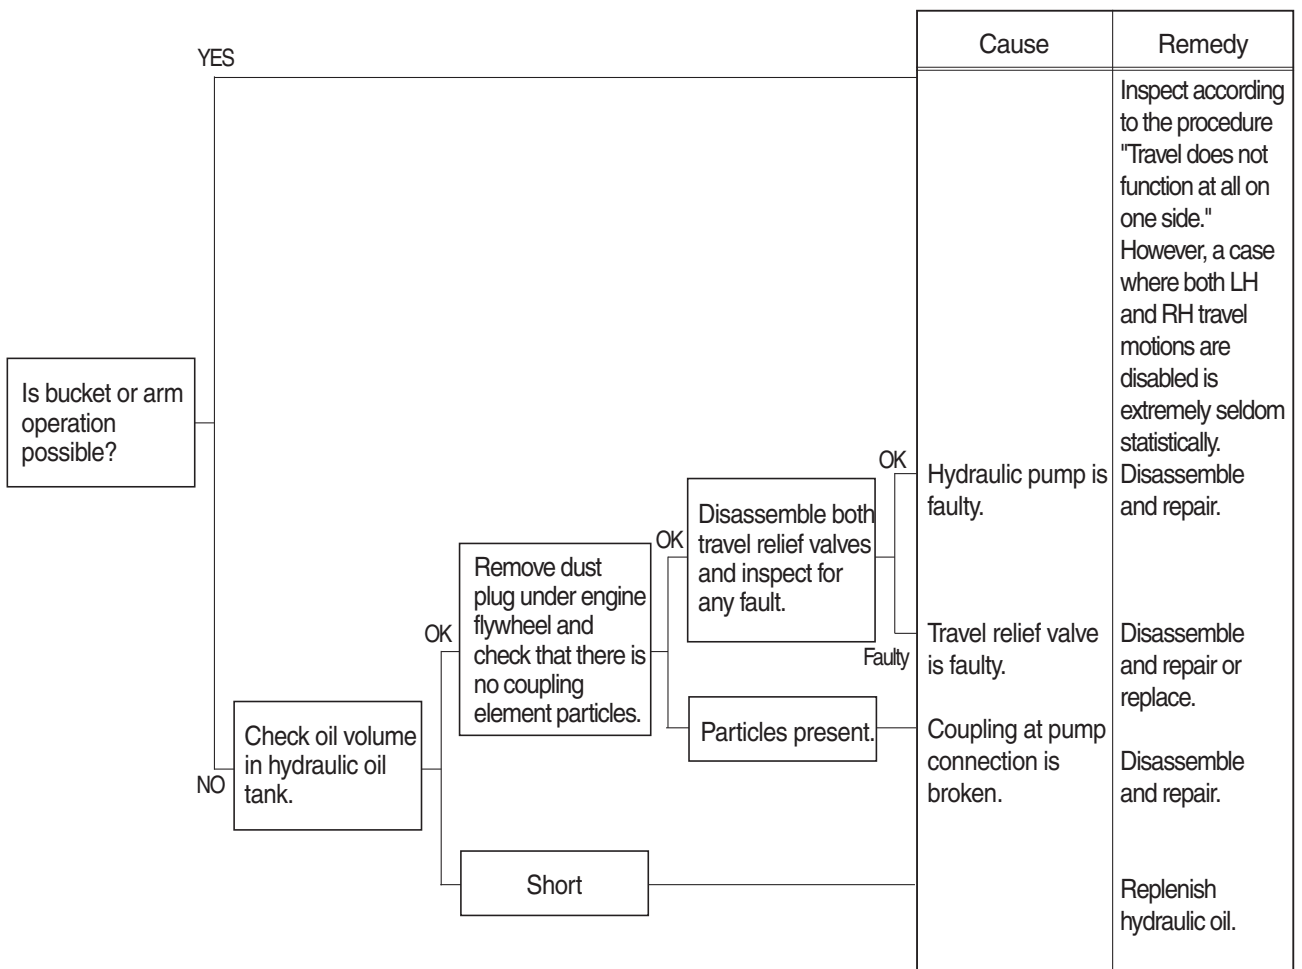 Cause
Remedy
YES
Inspect according
to the procedure
"Travel does not
function at all on
one side."
However, a case
where both LH
and RH travel
motions are
disabled is
extremely seldom
statistically.
Is bucket or arm
operation
possible?
OK
Hydraulic pump is
faulty.
Disassemble
and repair.
Disassemble both
travel relief valves
and inspect for
any fault.
OK
Remove dust
plug under engine
flywheel and
check that there is
no coupling
element particles.
OK
Faulty
Travel relief valve
is faulty.
Disassemble
and repair or
replace.
Particles present.
Coupling at pump
connection is
broken.
Disassemble
and repair.
Check oil volume
in hydraulic oil
tank.
NO
Short
Replenish
hydraulic oil.